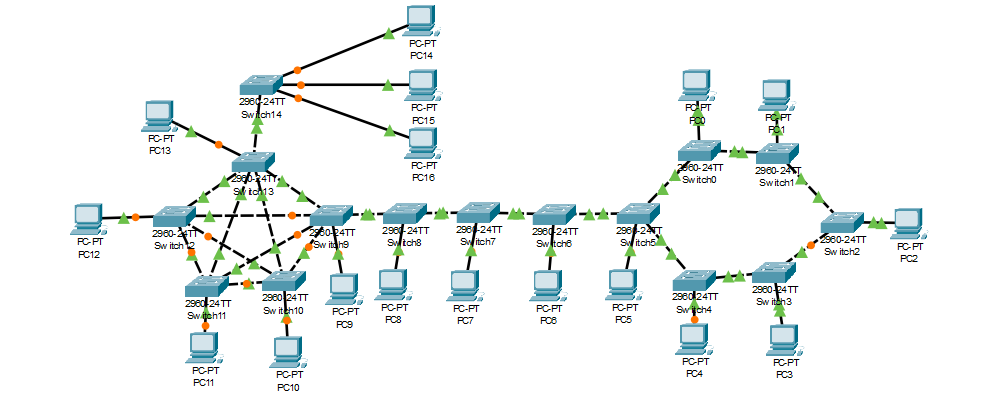 PC-PT
PC14
2960-24TT
Switch14
PC-PT
PC15
PC-PT
PC16
PC-PT
PC13
2960-24TT
Switch13
PC-PT
PC12
2960-24TT
Switch12
2960-24TT
Switch9
2960-24TT
Switch8
2960-24TT
Switch7
2960-24TT
Switch6
2960-24TT
Switch5
PC-PT
PC0
PC-PT
PC1
2960-24TT
Switch0
2960-24TT
Switch1
2960-24TT
Switch2
PC-PT
PC2
2960-24TT
Switch11
2960-24TT
Switch10
PC-PT
PC9
PC-PT
PC8
PC-PT
PC7
PC-PT
PC6
PC-PT
PC5
2960-24TT
Switch4
2960-24TT
Switch3
PC-PT
PC11
PC-PT
PC10
PC-PT
PC4
PC-PT
PC3